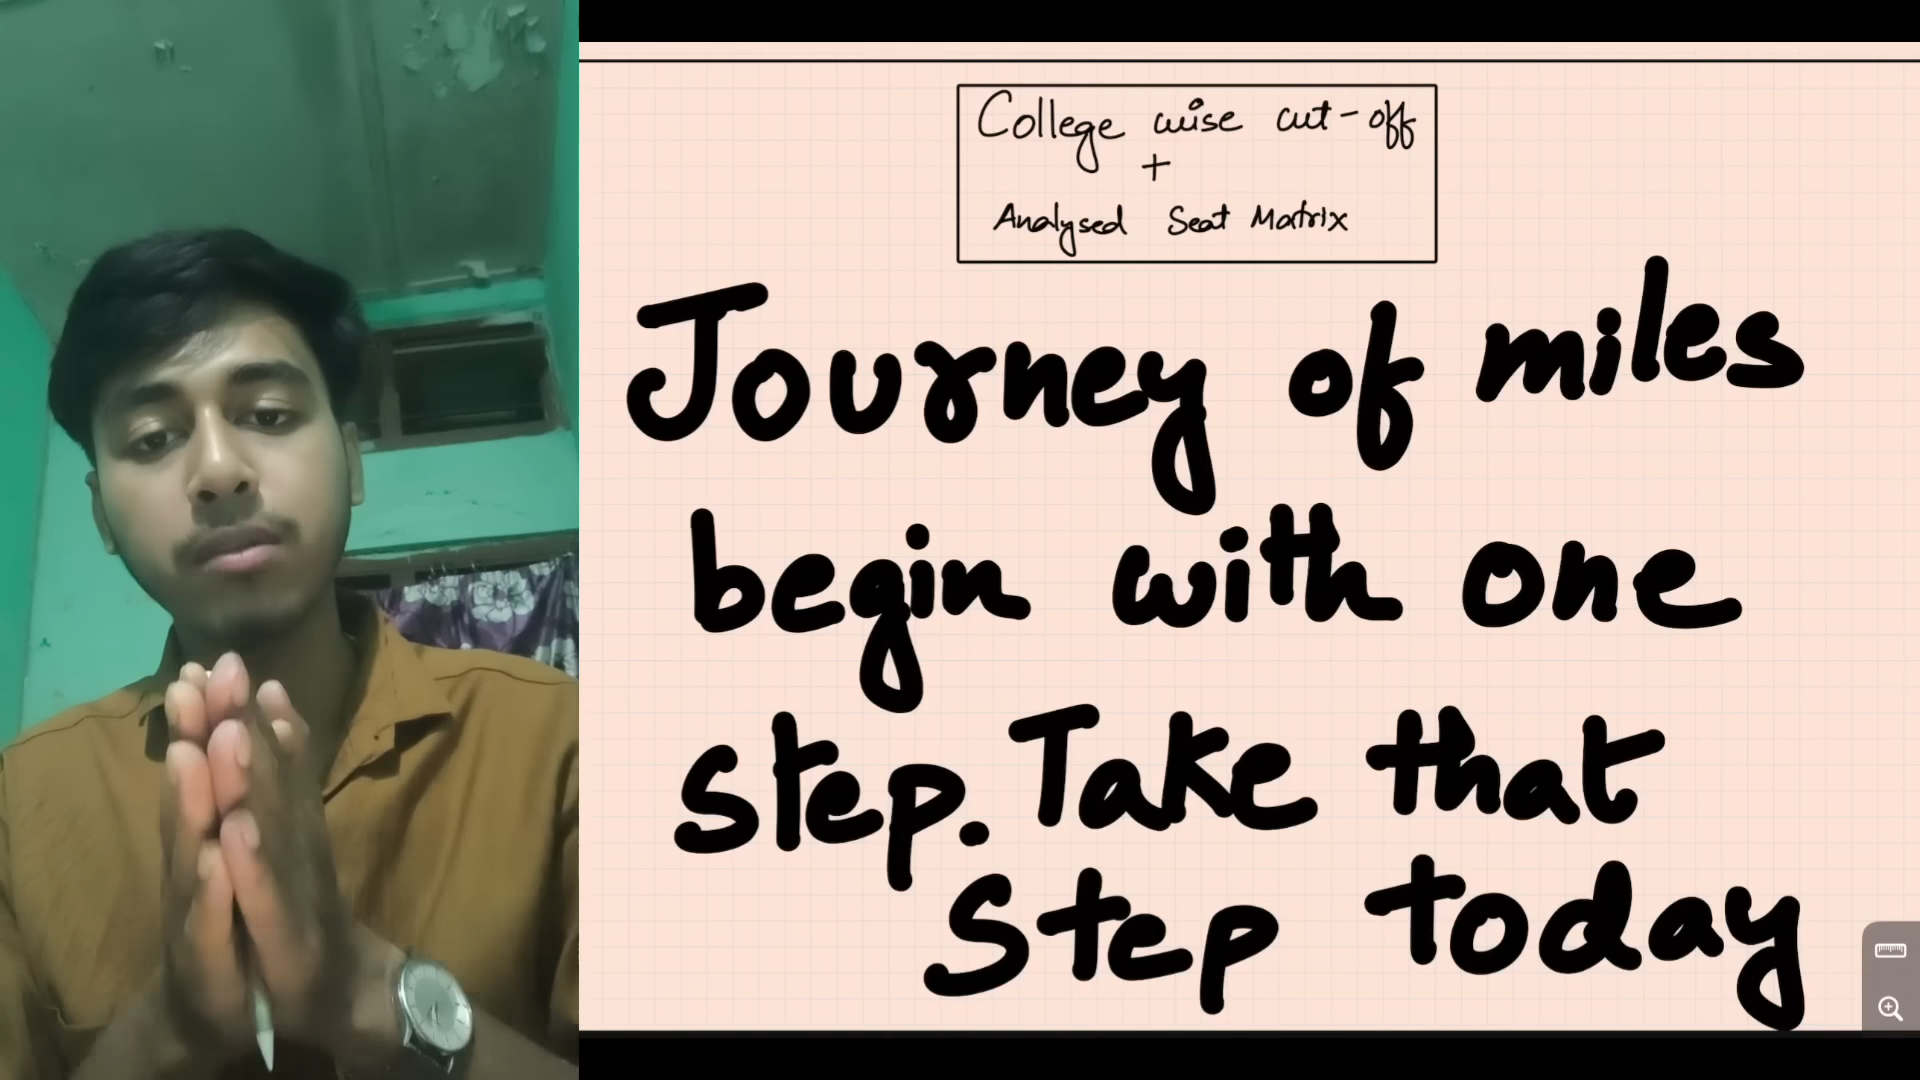 College wise cut-off
+
Analysed Seat Matrix
Journey of miles
begin with one
step. Take that
Step today